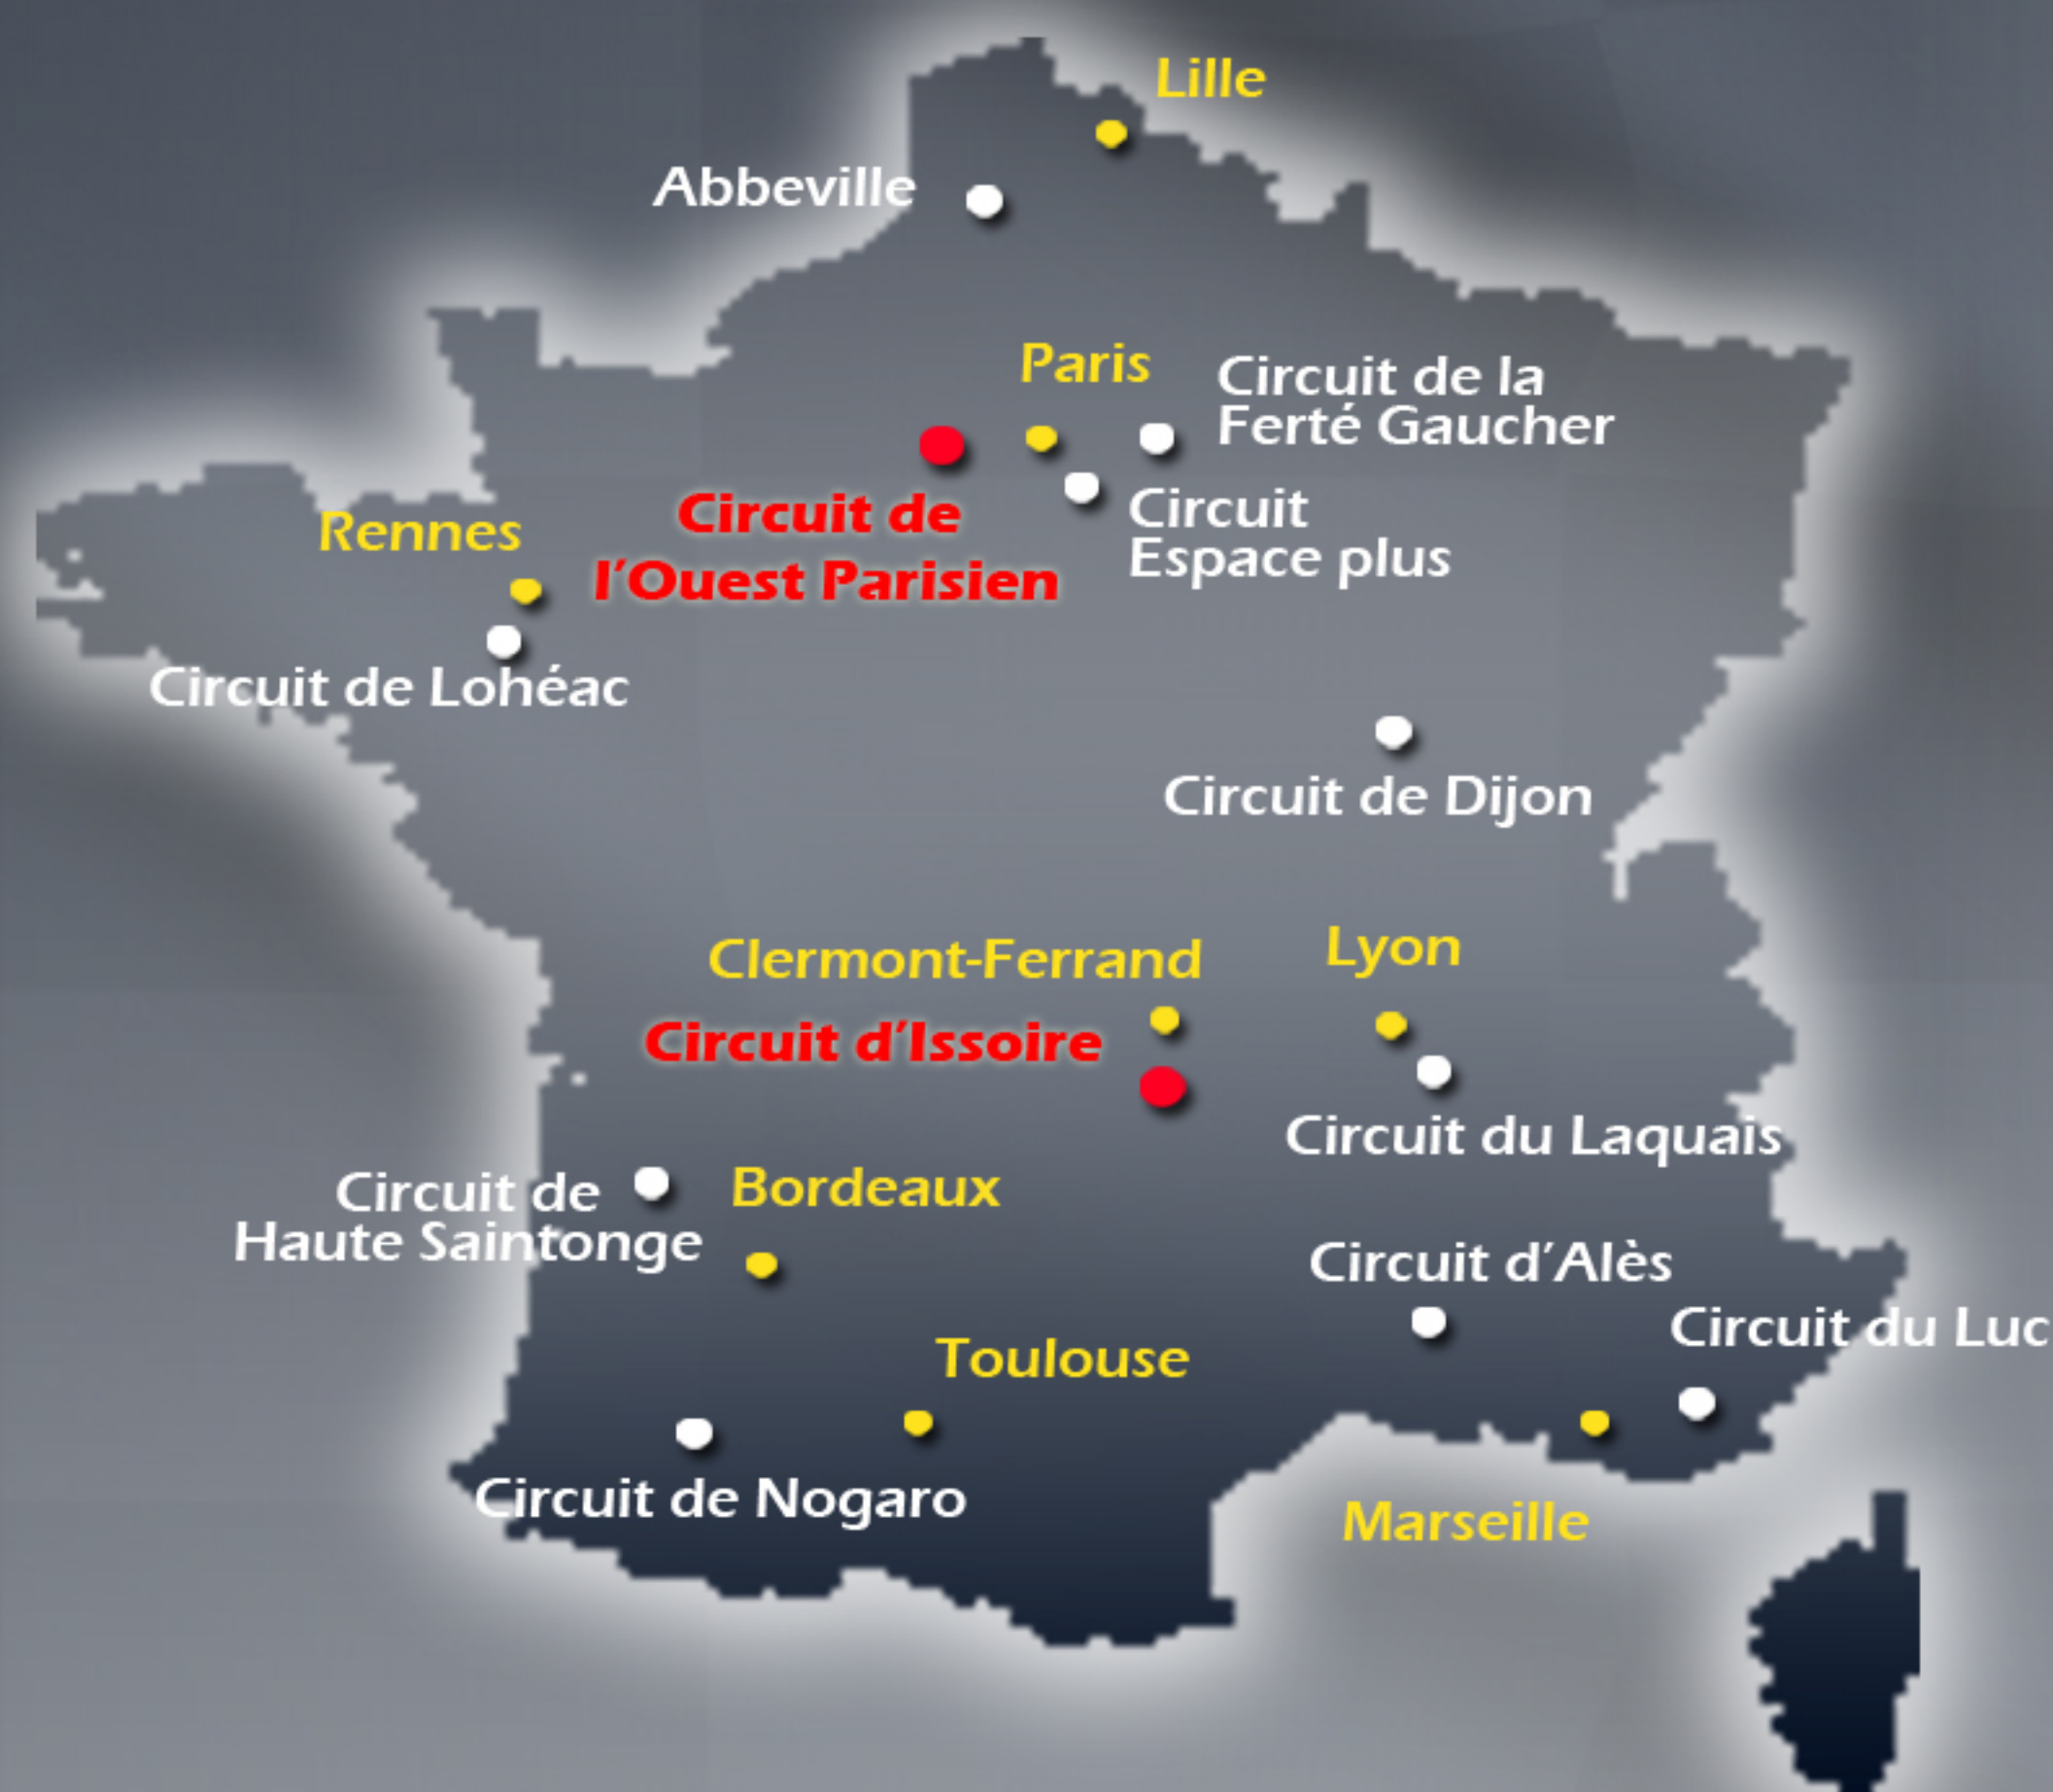 Lille
Abbeville
Paris
Circuit de la
Ferté Gaucher
Circuit
Espace plus
Circuit de
l'Ouest Parisien
Rennes
Circuit de Lohéac
Circuit de Dijon
Clermont-Ferrand
Lyon
Circuit d'Issoire
Circuit du Laquais
Circuit de
Haute Saintonge
Bordeaux
Circuit d'Alès
Circuit du Luc
Toulouse
Circuit de Nogaro
Marseille